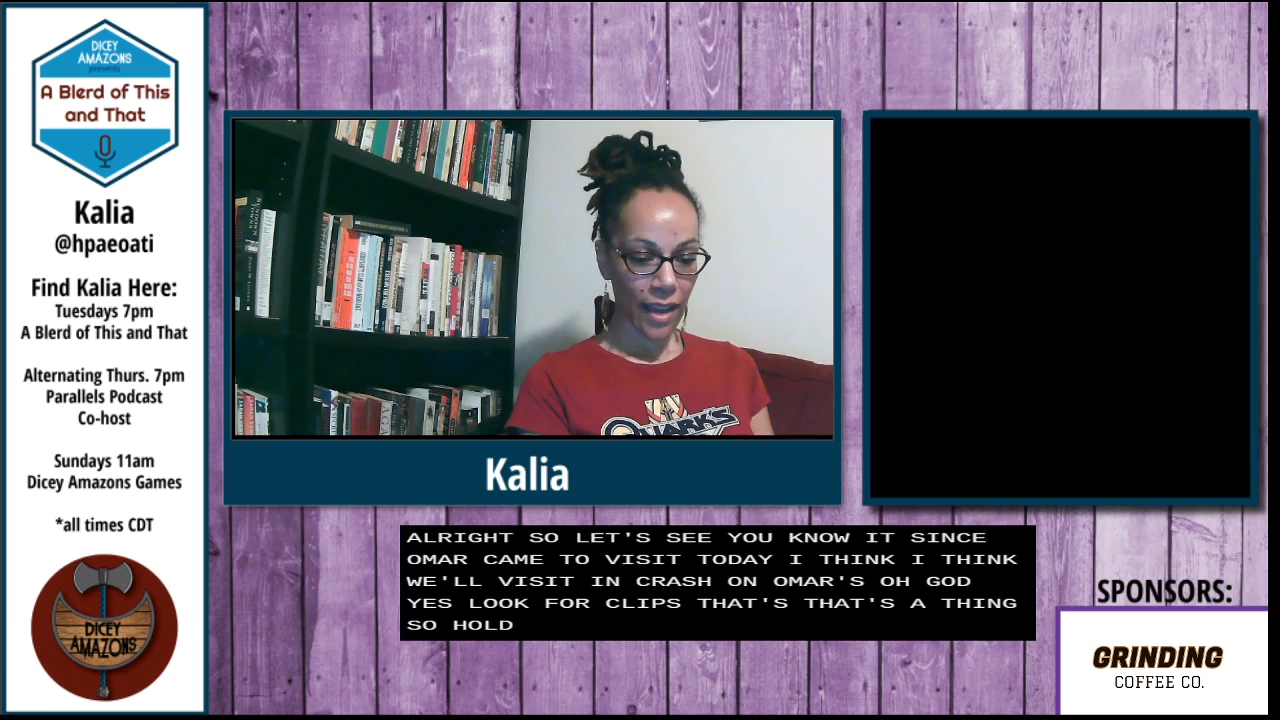 DICEY
AMAZONS
presents
A Blerd of This
and That
Kalia
@hpaeoati
Find Kalia Here:
Tuesdays 7pm
A Blerd of This and That
Alternating Thurs. 7pm
Parallels Podcast
Co-host
Sundays 11am
Dicey Amazons Games
*all times CDT
DICEY
AMAZONS
QUARK'S
Kalia
ALRIGHT SO LET'S SEE YOU KNOW IT SINCE
OMAR CAME TO VISIT TODAY I THINK I THINK
WE'LL VISIT IN CRASH ON OMAR'S OH GOD
YES LOOK FOR CLIPS THAT'S THAT'S A THING
SO HOLD
SPONSORS:
GRINDING
COFFEE CO.